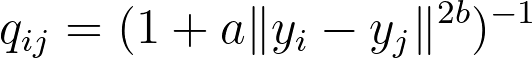 $q_{ij} = (1 + a\|y_i - y_j\|^{2b})^{-1}$